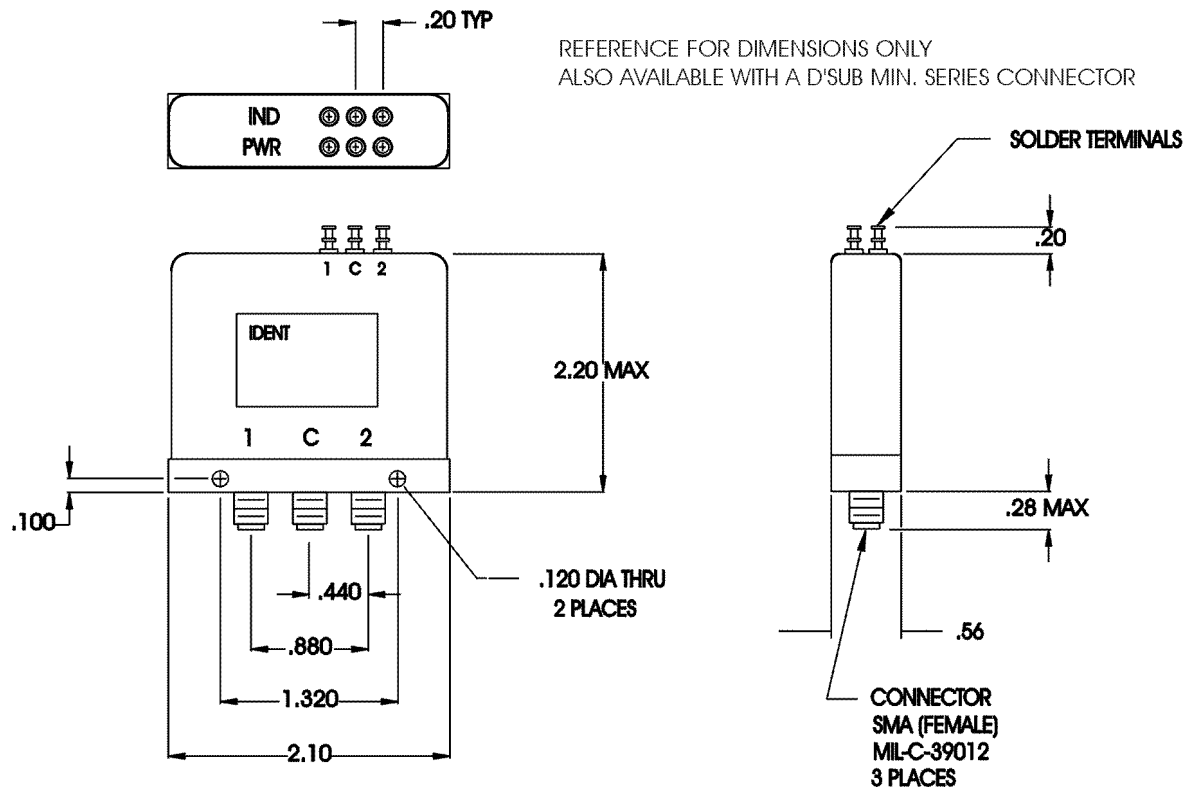 .20 TYP
REFERENCE FOR DIMENSIONS ONLY
ALSO AVAILABLE WITH A D'SUB MIN. SERIES CONNECTOR
IND
PWR
SOLDER TERMINALS
.20
1 C 2
IDENT
2.20 MAX
1 C 2
.100
.28 MAX
.120 DIA THRU
2 PLACES
.440
.880
.56
1.320
2.10
CONNECTOR
SMA (FEMALE)
MIL-C-39012
3 PLACES